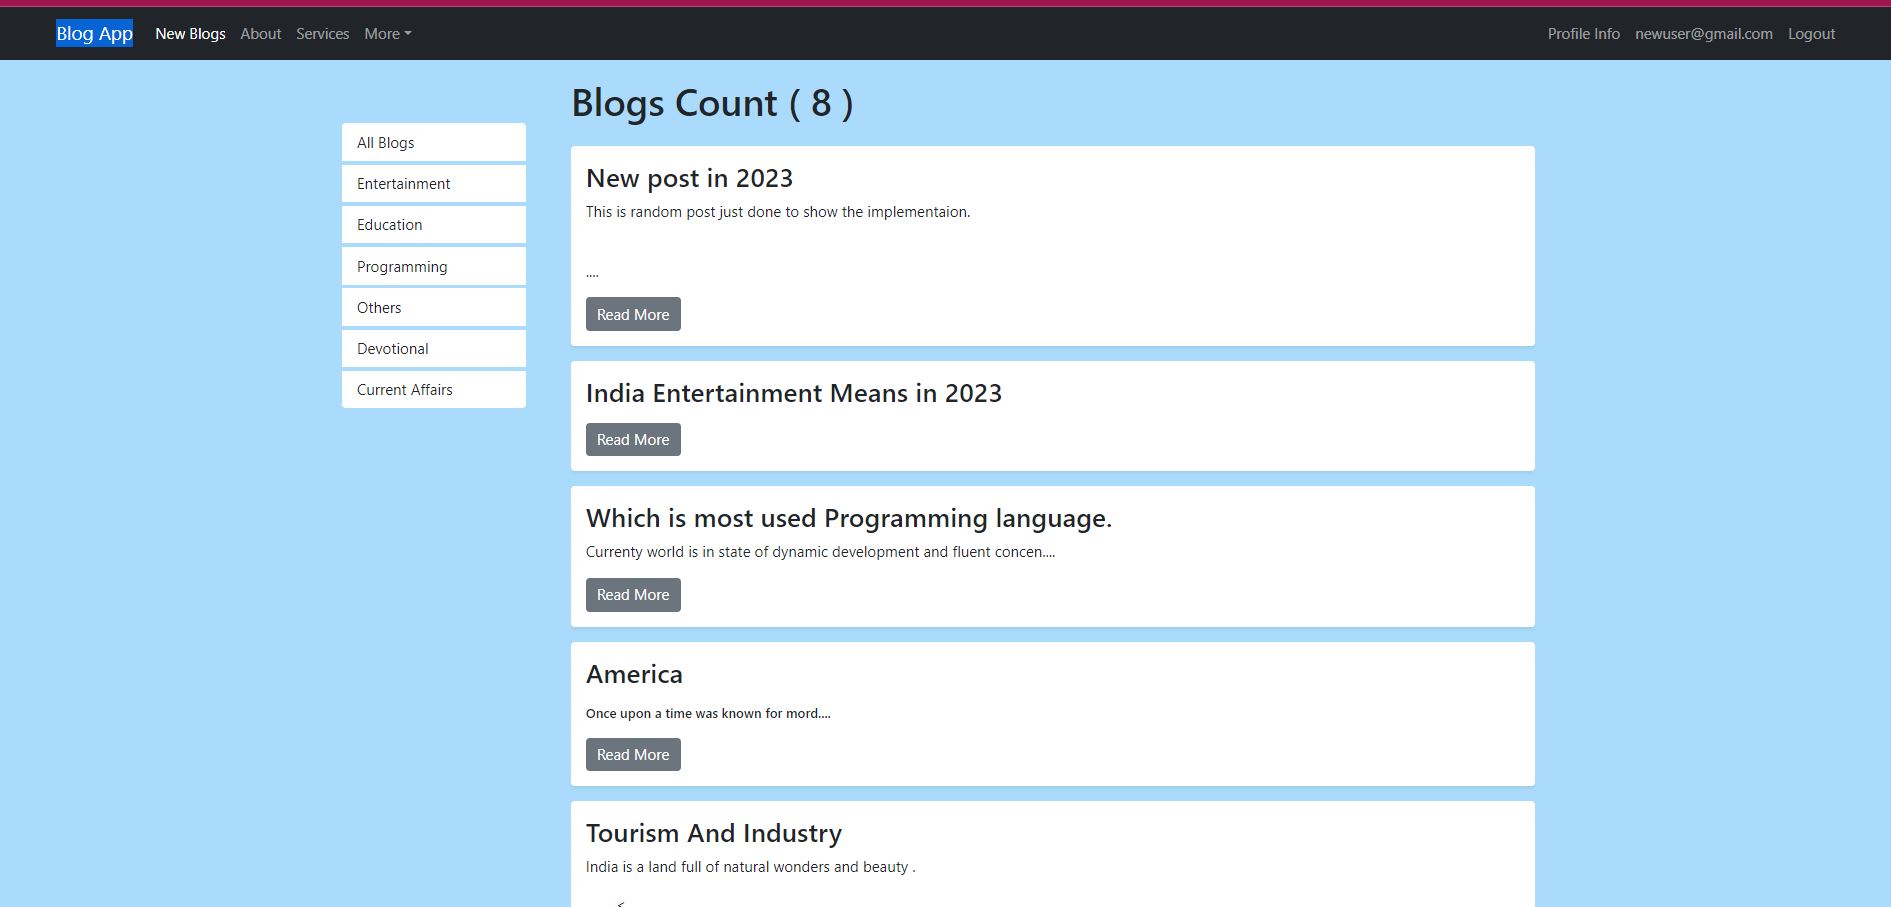 Blog App New Blogs About Services More Profile Info newuser@gmail.com Logout
Blogs Count ( 8 )
All Blogs
Entertainment
Education
Programming
Others
Devotional
Current Affairs
New post in 2023
This is random post just done to show the implementaion.
....
Read More
India Entertainment Means in 2023
Read More
Which is most used Programming language.
Currenty world is in state of dynamic development and fluent concen....
Read More
America
Once upon a time was known for mord....
Read More
Tourism And Industry
India is a land full of natural wonders and beauty .